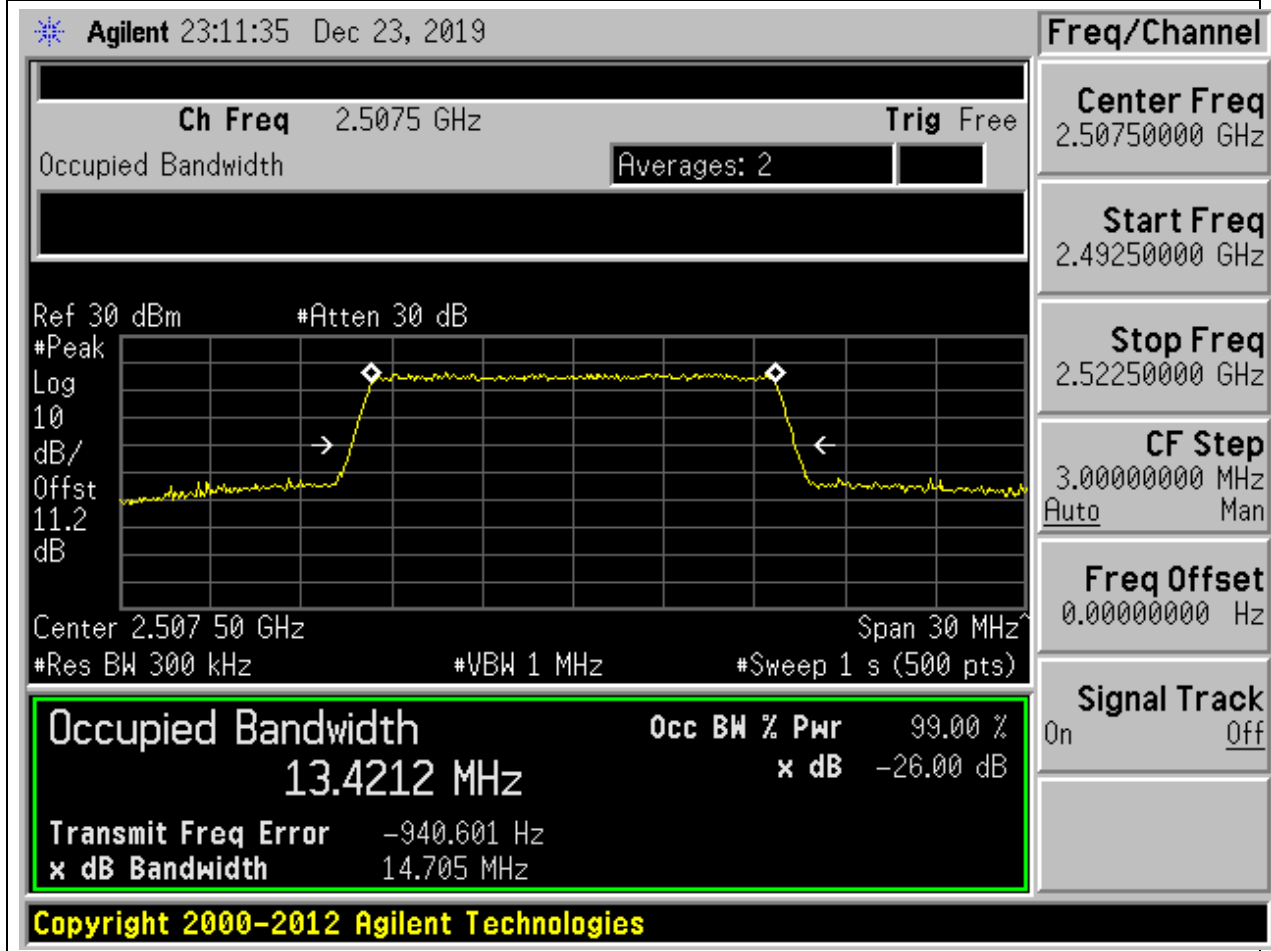 Agilent 23:11:35 Dec 23, 2019
Freq/Channel
Ch Freq 2.5075 GHz Trig Free
Occupied Bandwidth Averages: 2
Center Freq
2.50750000 GHz
Start Freq
2.49250000 GHz
Stop Freq
2.52250000 GHz
CF Step
3.00000000 MHz
Auto Man
Freq Offset
0.00000000 Hz
Signal Track
On Off
Ref 30 dBm #Atten 30 dB
#Peak
Log
10
dB/
Offst
11.2
dB
Center 2.507 50 GHz Span 30 MHz^
#Res BW 300 kHz #VBW 1 MHz #Sweep 1 s (500 pts)
Occupied Bandwidth Occ BW % Pwr 99.00 %
13.4212 MHz x dB -26.00 dB
Transmit Freq Error -940.601 Hz
x dB Bandwidth 14.705 MHz
Copyright 2000-2012 Agilent Technologies